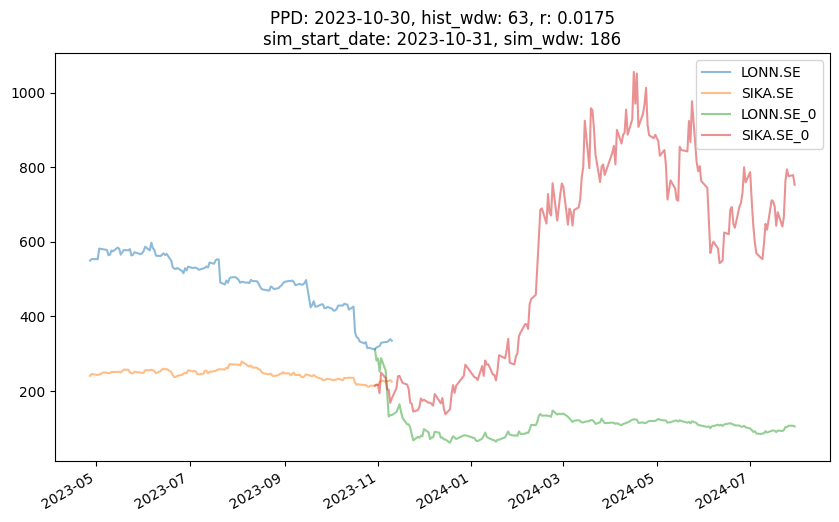 PPD: 2023-10-30, hist_wdw: 63, r: 0.0175
sim_start_date: 2023-10-31, sim_wdw: 186
LONN.SE
SIKA.SE
LONN.SE_0
SIKA.SE_0
1000
800
600
400
200
2023-05
2023-07
2023-09
2023-11
2024-01
2024-03
2024-05
2024-07